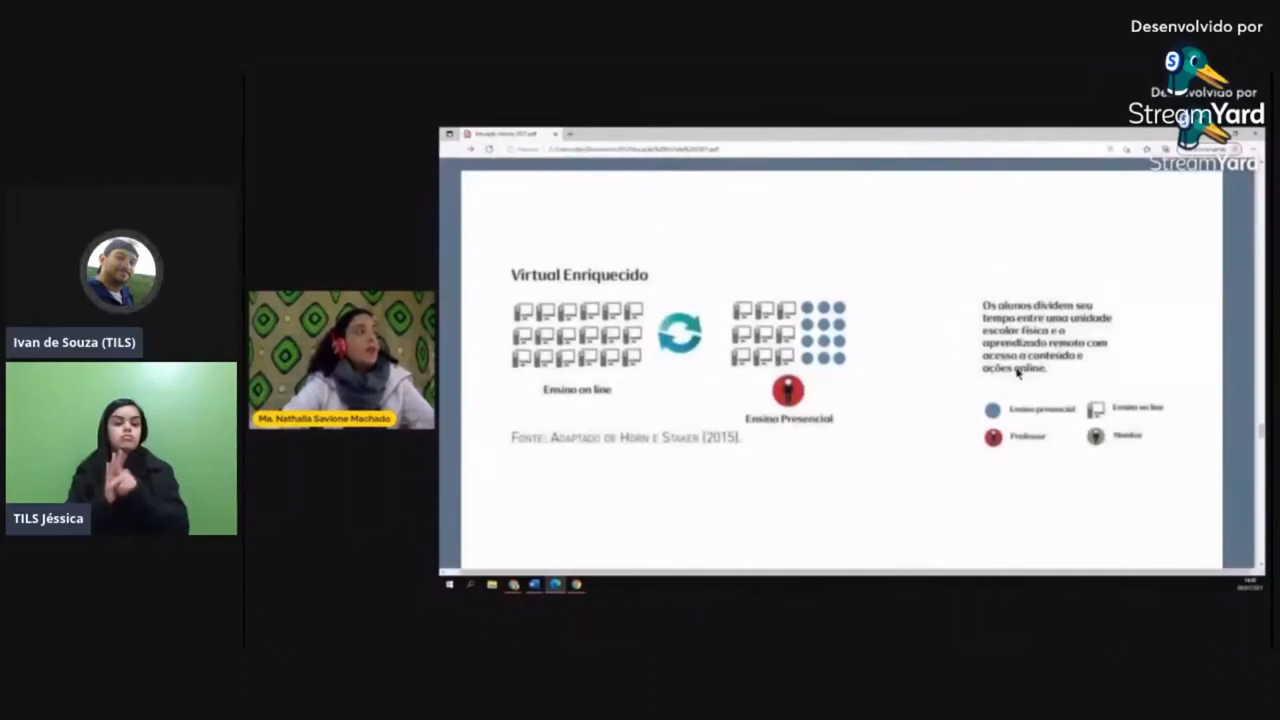 Desenvolvido por
StreamYard
Desenvolvido por
StreamYard
Virtual Enriquecido
Ensino on line
Ensino Presencial
FONTE: ADAPTADO DE HORN E STAKER (2015).
Os alunos dividem seu
tempo entre uma unidade
escolar física e o
aprendizado remoto com
acesso a conteúdo e
ações online.
Ensino presencial
Ensino on line
Professor
Monitor
Ma. Nathalia Savione Machado
Ivan de Souza (TILS)
TILS Jéssica